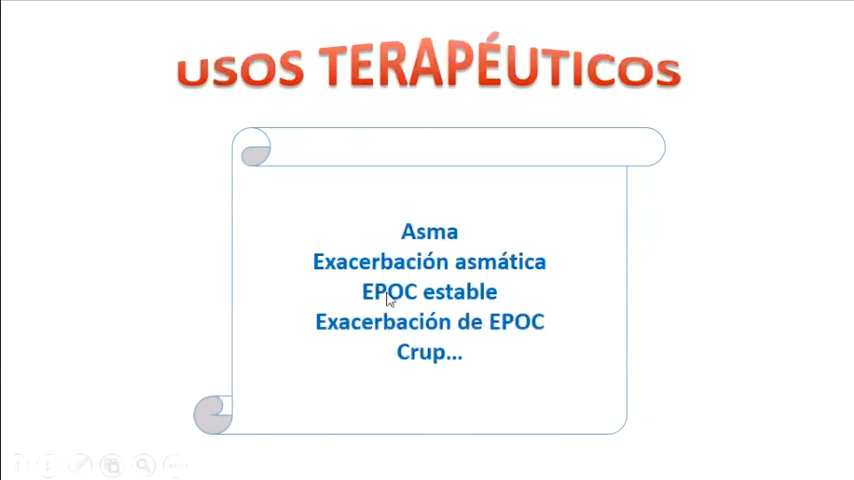 USOS TERAPÉUTICOS
Asma
Exacerbación asmática
EPOC estable
Exacerbación de EPOC
Crup...